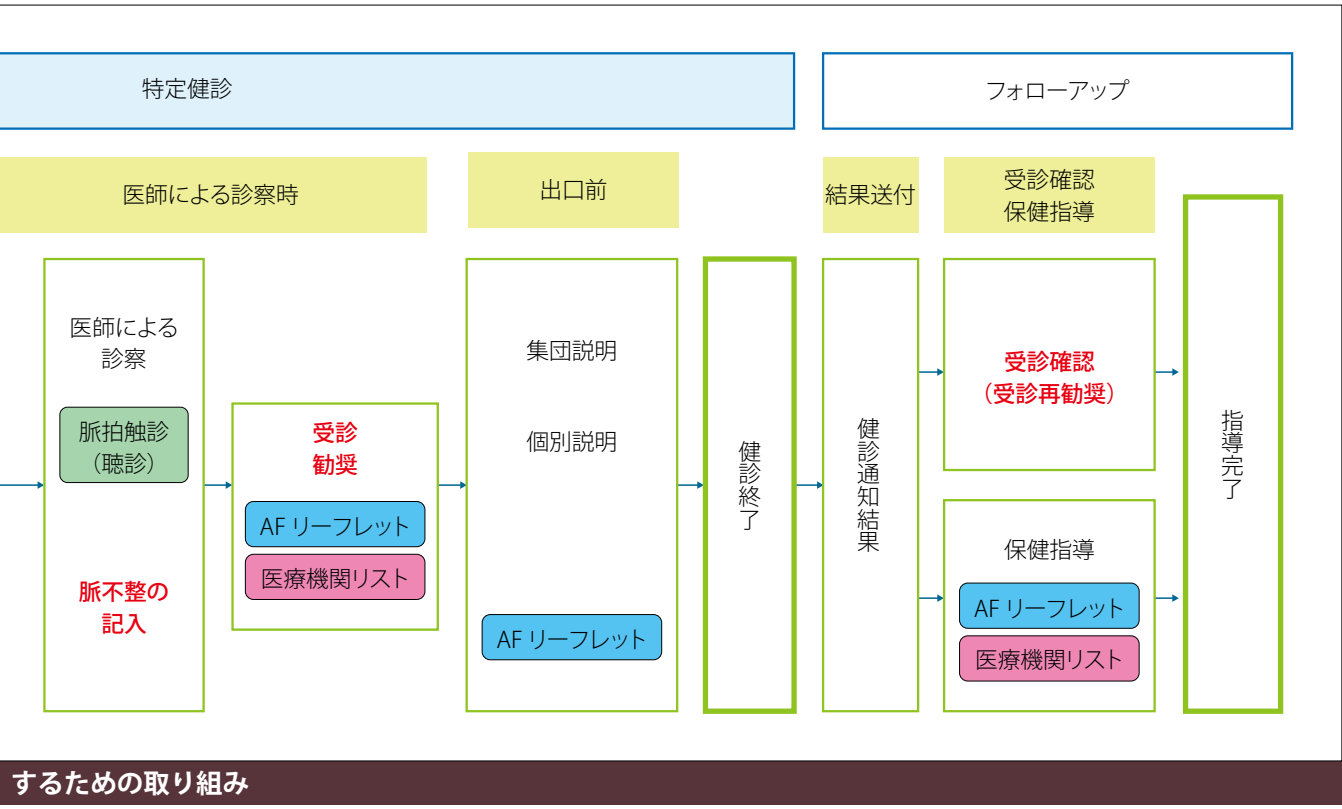 特定健診
フォローアップ
医師による診察時
出口前
結果送付
受診確認
保健指導
医師による
診察
脈拍触診
（聴診）
脈不整の
記入
受診
勧奨
AF リーフレット
医療機関リスト
集団説明
個別説明
AF リーフレット
健診終了
健診通知結果
受診確認
（受診再勧奨）
保健指導
AF リーフレット
医療機関リスト
指導完了
するための取り組み